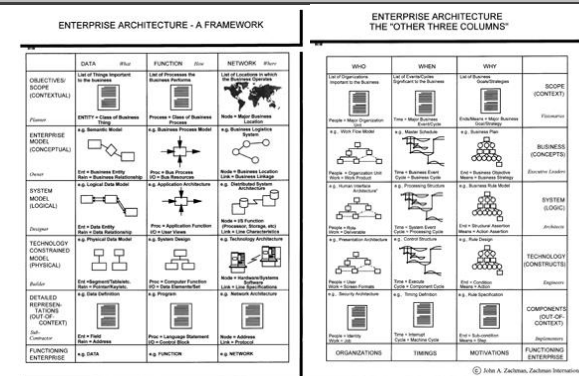 ENTERPRISE ARCHITECTURE - A FRAMEWORK
DATA What
FUNCTION How
NETWORK Where
OBJECTIVES/
SCOPE
(CONTEXTUAL)
Planner
List of Things Important
to the business
ENTITY = Class of Business
Thing
List of Processes the
Business Performs
Process = Class of Business
Process
List of Locations in which
the Business Operates
Node = Major Business
Location
ENTERPRISE
MODEL
(CONCEPTUAL)
Owner
e.g. Semantic Model
Ent = Business Entity
Reln = Business Relationship
e.g. Business Process Model
Proc = Bus Process
I/O = Bus Resources
e.g. Business Logistics
System
Node = Business Location
Link = Business Linkage
SYSTEM
MODEL
(LOGICAL)
Designer
e.g. Logical Data Model
Ent = Data Entity
Reln = Data Relationship
e.g. Application Architecture
Proc = Application Function
I/O = User Views
e.g. Distributed System
Architecture
Node = I/S Function
(Processor, Storage, etc)
Link = Line Characteristics
TECHNOLOGY
CONSTRAINED
MODEL
(PHYSICAL)
Builder
e.g. Physical Data Model
e.g. System Design
Proc = Computer Function
I/O = Data Elements/Set
e.g. Technology Architecture
Node = Hardware/Systems
Software
Link = Line Specifications
DETAILED
REPRESEN-
TATIONS
(OUT-OF-
CONTEXT)
Sub-
Contractor
e.g. Data Definition
Ent = Field
Reln = Address
e.g. Program
Proc = Language Statement
I/O = Control Block
e.g. Network Architecture
Node = Address
Link = Protocol
FUNCTIONING
ENTERPRISE
e.g. DATA
e.g. FUNCTION
e.g. NETWORK
ENTERPRISE ARCHITECTURE
THE "OTHER THREE COLUMNS"
WHO
WHEN
WHY
List of Organizations
Important to the Business
People = Major Organization
Unit
List of Events/Cycles
Significant to the Business
Time = Major Business
Event/Cycle
List of Business
Goals/Strategies
Ends/Means = Major Business
Goal/Strategy
SCOPE
(CONTEXT)
Visionaries
e.g., Work Flow Model
People = Organization Unit
Work = Work Product
e.g. Master Schedule
Time = Business Event
Cycle = Business Cycle
e.g. Business Plan
End = Business Objective
Means = Business Strategy
BUSINESS
(CONCEPTS)
Executive Leaders
e.g. Human Interface
Architecture
People = Role
Work = Deliverable
e.g. Processing Structure
Time = System Event
Cycle = Processing Cycle
e.g. Business Rule Model
End = Structural Assertion
Means = Action Assertion
SYSTEM
(LOGIC)
Architects
e.g. Presentation Architecture
People = User
Work = Screen Formats
e.g. Control Structure
Time = Execute
Cycle = Component Cycle
e.g. Rule Design
End = Condition
Means = Action
TECHNOLOGY
(CONSTRUCTS)
Engineers
e.g. Security Architecture
People = Identity
Work = Job
e.g. Timing Definition
Time = Interrupt
Cycle = Machine Cycle
e.g. Rule Specification
End = Sub-condition
Means = Step
COMPONENTS
(OUT-OF-
CONTEXT)
Implementers
ORGANIZATIONS
TIMINGS
MOTIVATIONS
FUNCTIONING
ENTERPRISE
© John A. Zachman, Zachman Internation